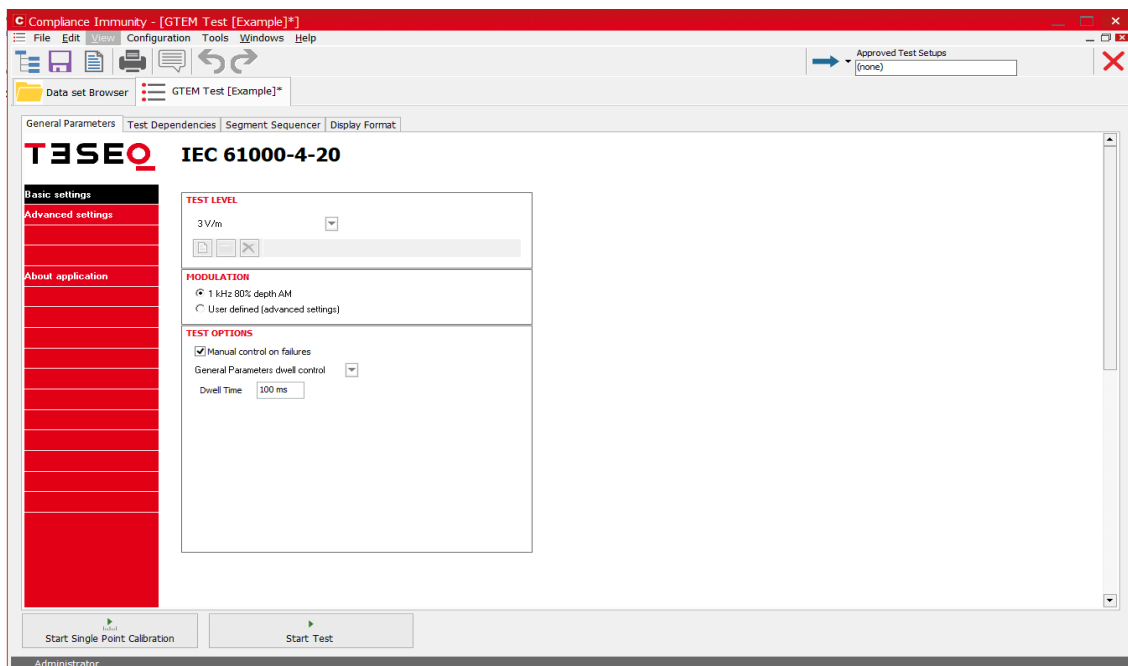 C Compliance Immunity - [GTEM Test [Example]*]
File Edit View Configuration Tools Windows Help
Approved Test Setups
(none)
Data set Browser GTEM Test [Example]*
General Parameters Test Dependencies Segment Sequencer Display Format
TESEQ IEC 61000-4-20
Basic settings
Advanced settings
About application
TEST LEVEL
3 V/m
MODULATION
1 kHz 80% depth AM
User defined (advanced settings)
TEST OPTIONS
Manual control on failures
General Parameters dwell control
Dwell Time 100 ms
Start Single Point Calibration Start Test
Administrator